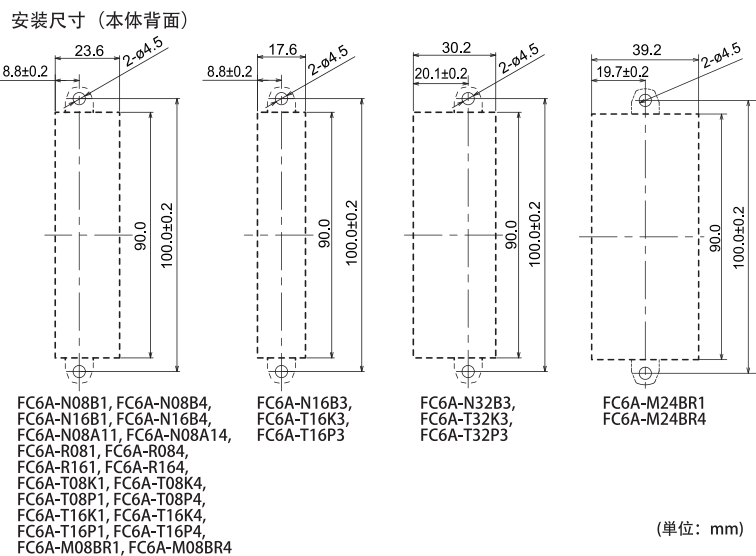 安装尺寸（本体背面）
23.6
8.8±0.2
2-ø4.5
90.0
100.0±0.2
17.6
8.8±0.2
2-ø4.5
90.0
100.0±0.2
30.2
20.1±0.2
2-ø4.5
90.0
100.0±0.2
39.2
19.7±0.2
2-ø4.5
90.0
100.0±0.2
FC6A-N08B1, FC6A-N08B4,
FC6A-N16B1, FC6A-N16B4,
FC6A-N08A11, FC6A-N08A14,
FC6A-R081, FC6A-R084,
FC6A-R161, FC6A-R164,
FC6A-T08K1, FC6A-T08K4,
FC6A-T08P1, FC6A-T08P4,
FC6A-T16K1, FC6A-T16K4,
FC6A-T16P1, FC6A-T16P4,
FC6A-M08BR1, FC6A-M08BR4
FC6A-N16B3,
FC6A-T16K3,
FC6A-T16P3
FC6A-N32B3,
FC6A-T32K3,
FC6A-T32P3
FC6A-M24BR1
FC6A-M24BR4
(单位：mm)